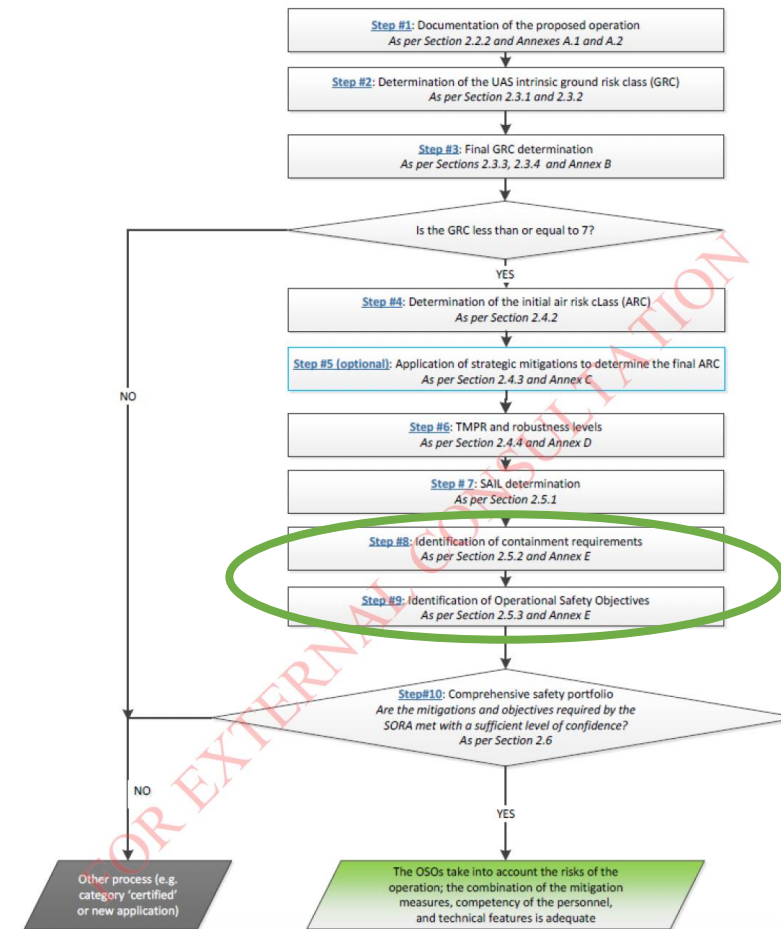 Step #1: Documentation of the proposed operation
As per Section 2.2.2 and Annexes A.1 and A.2
Step #2: Determination of the UAS intrinsic ground risk class (GRC)
As per Section 2.3.1 and 2.3.2
Step #3: Final GRC determination
As per Sections 2.3.3, 2.3.4 and Annex B
Is the GRC less than or equal to 7?
YES
Step #4: Determination of the initial air risk cLass (ARC)
As per Section 2.4.2
Step #5 (optional): Application of strategic mitigations to determine the final ARC
As per Section 2.4.3 and Annex C
NO
Step #6: TMPR and robustness levels
As per Section 2.4.4 and Annex D
Step # 7: SAIL determination
As per Section 2.5.1
Step #8: Identification of containment requirements
As per Section 2.5.2 and Annex E
Step #9: Identification of Operational Safety Objectives
As per Section 2.5.3 and Annex E
Step#10: Comprehensive safety portfolio
Are the mitigations and objectives required by the
SORA met with a sufficient level of confidence?
As per Section 2.6
NO
YES
Other process (e.g.
category 'certified'
or new application)
The OSOs take into account the risks of the
operation; the combination of the mitigation
measures, competency of the personnel,
and technical features is adequate
FOR EXTERNAL CONSULTATION